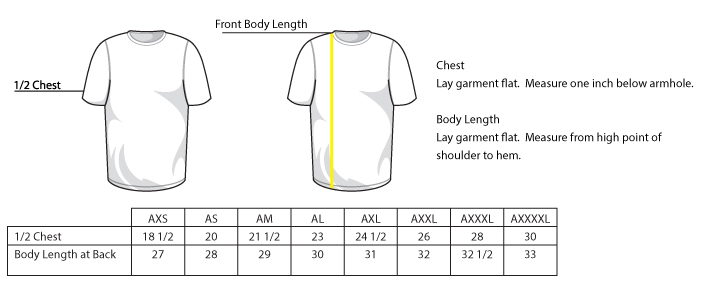 Front Body Length
1/2 Chest
Chest
Lay garment flat.  Measure one inch below armhole.
Body Length
Lay garment flat.  Measure from high point of
shoulder to hem.
AXS AS AM AL AXL AXXL AXXXL AXXXXL
1/2 Chest 18 1/2 20 21 1/2 23 24 1/2 26 28 30
Body Length at Back 27 28 29 30 31 32 32 1/2 33